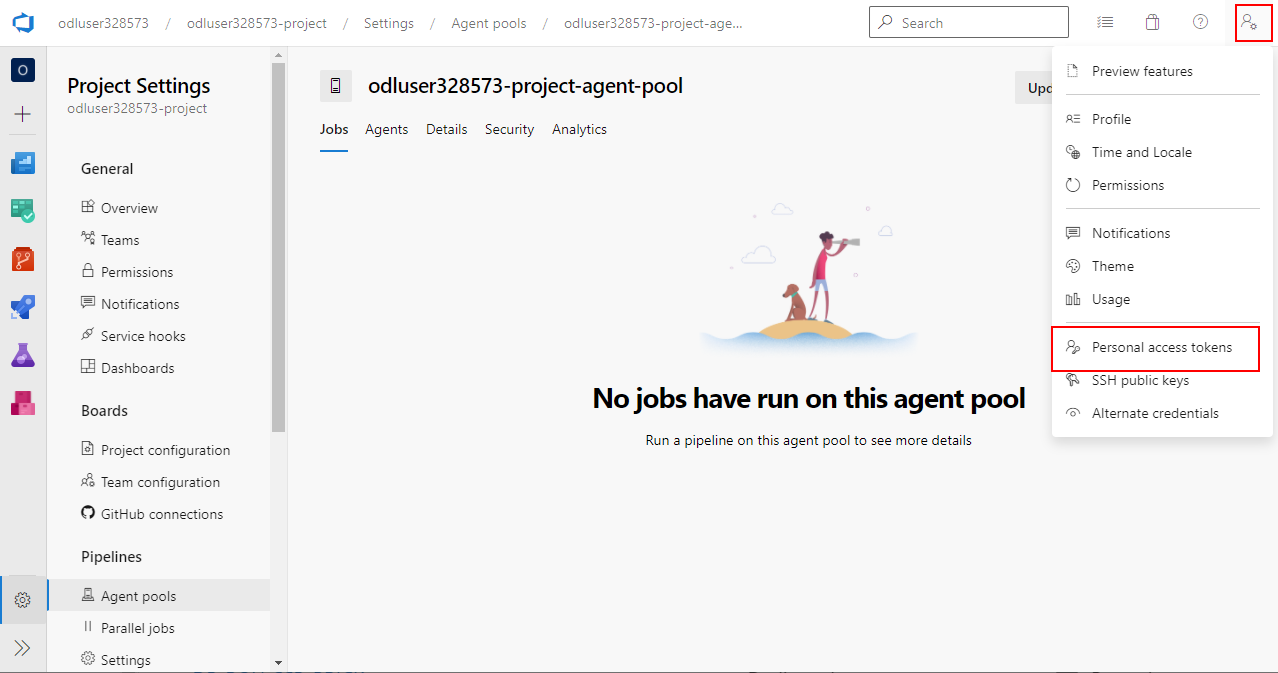 odluser328573 / odluser328573-project / Settings / Agent pools / odluser328573-project-age...
Search
O
Project Settings
odluser328573-project
General
Overview
Teams
Permissions
Notifications
Service hooks
Dashboards
Boards
Project configuration
Team configuration
GitHub connections
Pipelines
Agent pools
Parallel jobs
Settings
odluser328573-project-agent-pool
Upd
Jobs Agents Details Security Analytics
No jobs have run on this agent pool
Run a pipeline on this agent pool to see more details
Preview features
Profile
Time and Locale
Permissions
Notifications
Theme
Usage
Personal access tokens
SSH public keys
Alternate credentials